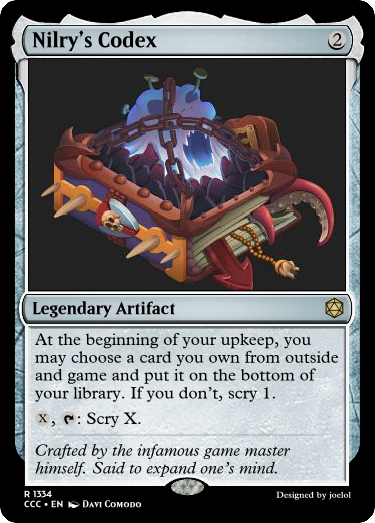 Nilry's Codex 2
Legendary Artifact
At the beginning of your upkeep, you
may choose a card you own from outside
and game and put it on the bottom of
your library. If you don't, scry 1.
X, : Scry X.
Crafted by the infamous game master
himself. Said to expand one's mind.
R 1334
CCC • EN Davi Comodo
Designed by joelol